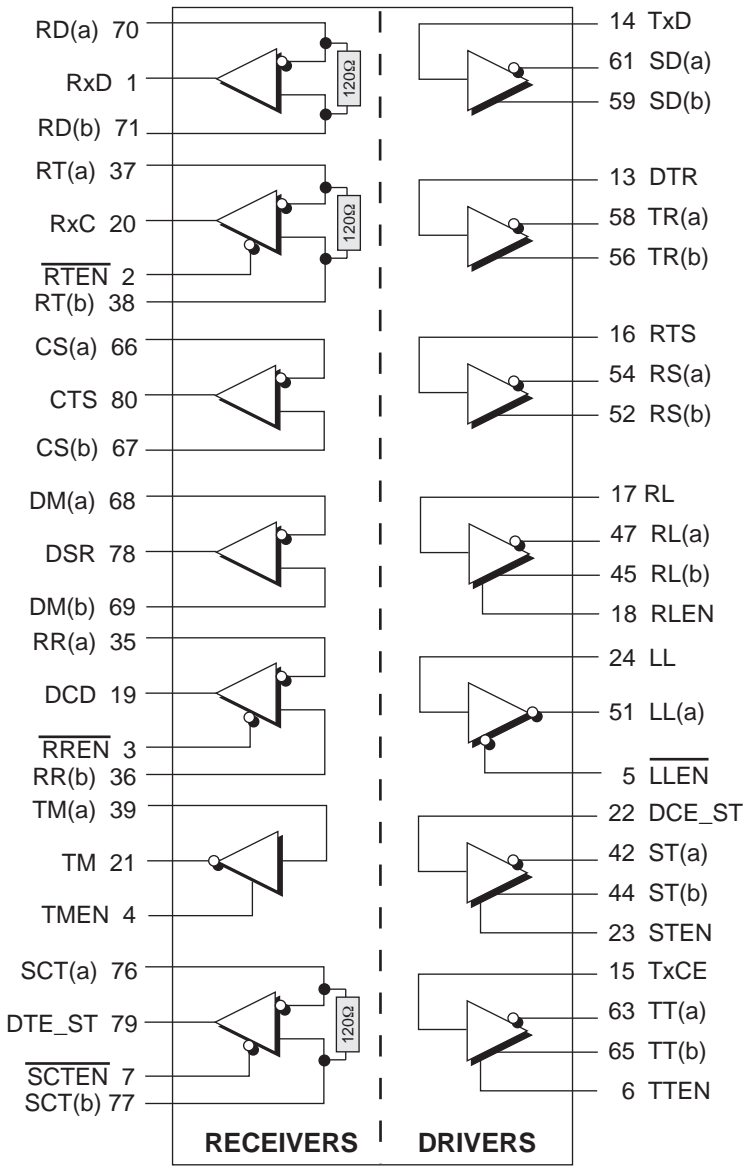 RD(a) 70
RxD 1
RD(b) 71
120Ω
RT(a) 37
RxC 20
RTEN 2
RT(b) 38
120Ω
CS(a) 66
CTS 80
CS(b) 67
DM(a) 68
DSR 78
DM(b) 69
RR(a) 35
DCD 19
RREN 3
RR(b) 36
TM(a) 39
TM 21
TMEN 4
SCT(a) 76
DTE_ST 79
SCTEN 7
SCT(b) 77
120Ω
RECEIVERS
14 TxD
61 SD(a)
59 SD(b)
13 DTR
58 TR(a)
56 TR(b)
16 RTS
54 RS(a)
52 RS(b)
17 RL
47 RL(a)
45 RL(b)
18 RLEN
24 LL
51 LL(a)
5 LLEN
22 DCE_ST
42 ST(a)
44 ST(b)
23 STEN
15 TxCE
63 TT(a)
65 TT(b)
6 TTEN
DRIVERS